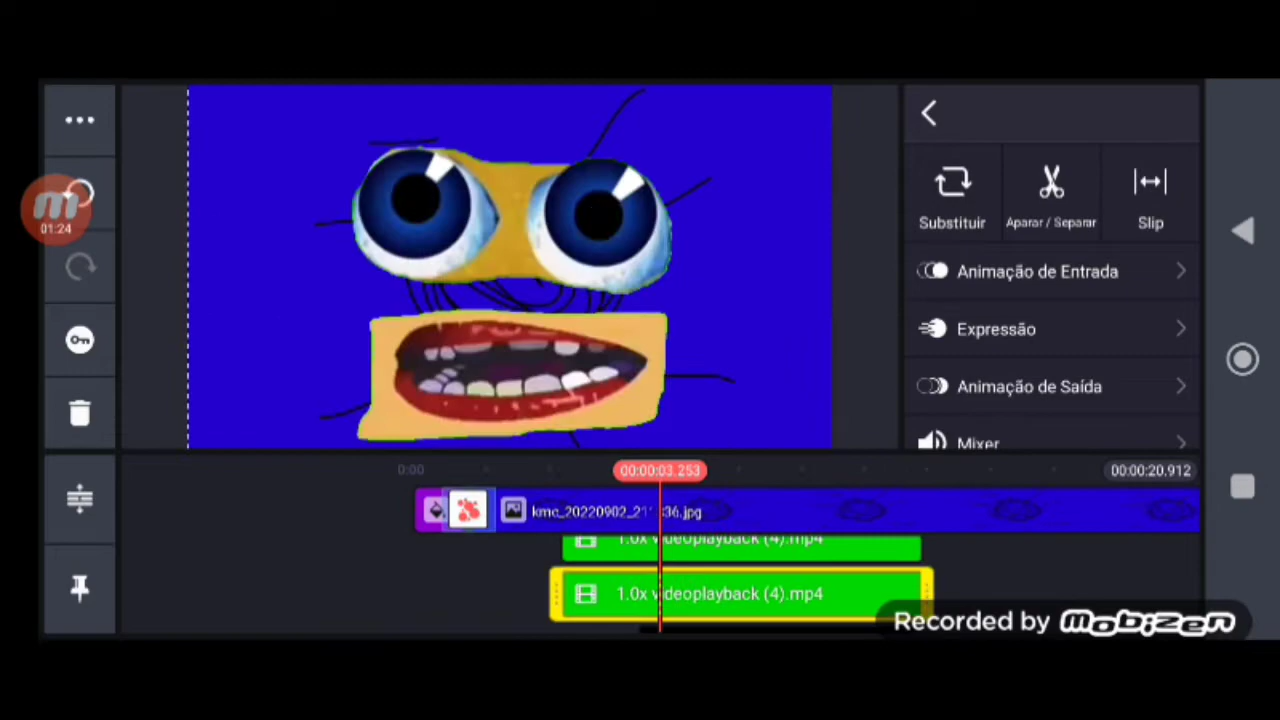 01:24
Substituir
Aparar / Separar
Slip
Animação de Entrada
Expressão
Animação de Saída
Mixer
0:00
00:00:03.253
00:00:20.912
1.0x videoplayback (4).mp4
1.0x videoplayback (4).mp4
Recorded by mobizen